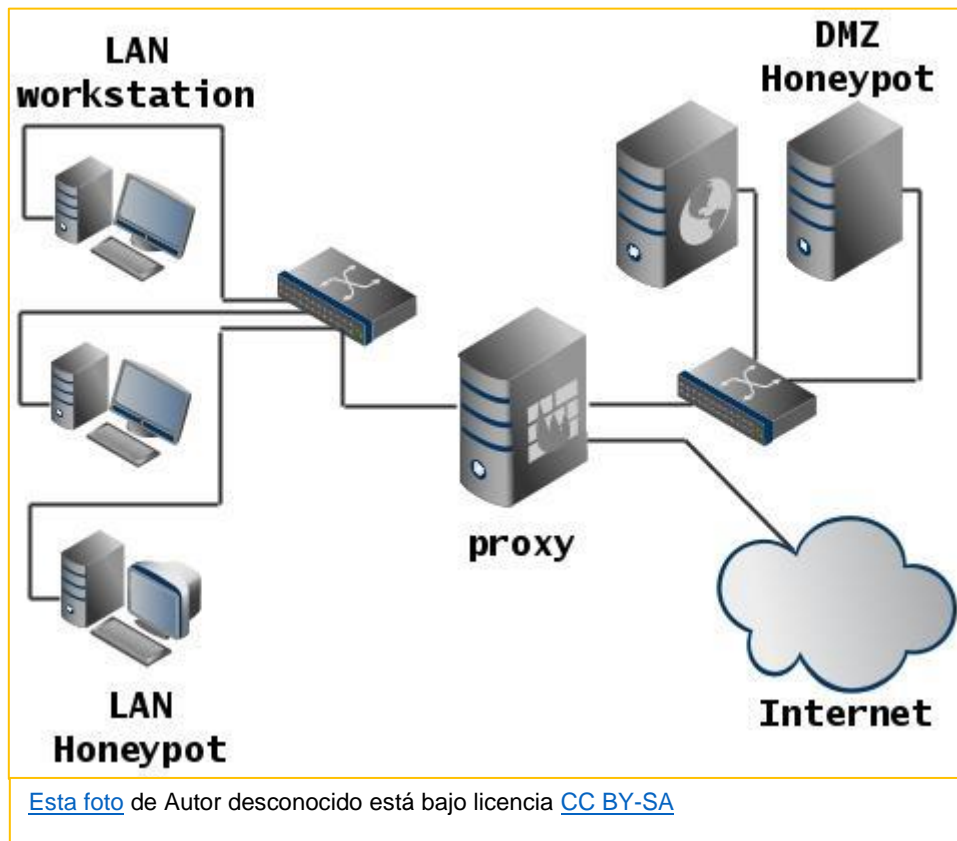 LAN
workstation
DMZ
Honeypot
proxy
LAN
Honeypot
Internet
Esta foto de Autor desconocido está bajo licencia CC BY-SA